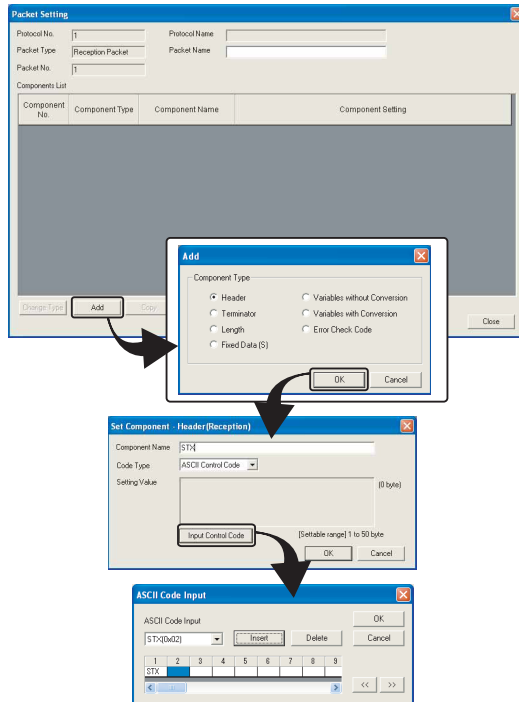 Packet Setting
Protocol No. 1 Protocol Name
Packet Type Reception Packet Packet Name
Packet No. 1
Components List
Component No. Component Type Component Name Component Setting
Change Type Add Copy Close
Add
Component Type
Header Variables without Conversion
Terminator Variables with Conversion
Length Error Check Code
Fixed Data (S)
OK Cancel
Set Component - Header(Reception)
Component Name STX
Code Type ASCII Control Code
Setting Value (0 byte)
Input Control Code [Settable range] 1 to 50 byte
OK Cancel
ASCII Code Input
ASCII Code Input OK
STX(0x02) Insert Delete Cancel
1 2 3 4 5 6 7 8 9
STX
<< >>